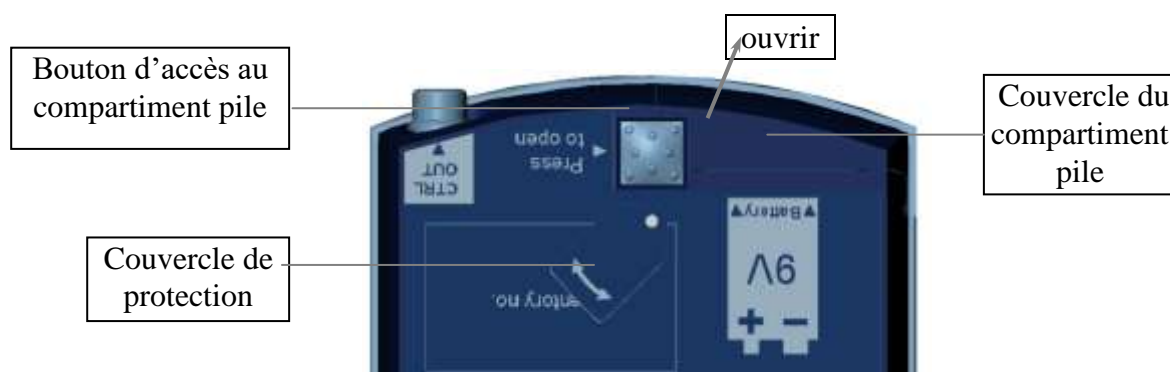 ouvrir
Bouton d’accès au
compartiment pile
Couvercle du
compartiment
pile
Press
to open
CTRL
OUT
Battery
9V
+ −
Couvercle de
protection
entory no.